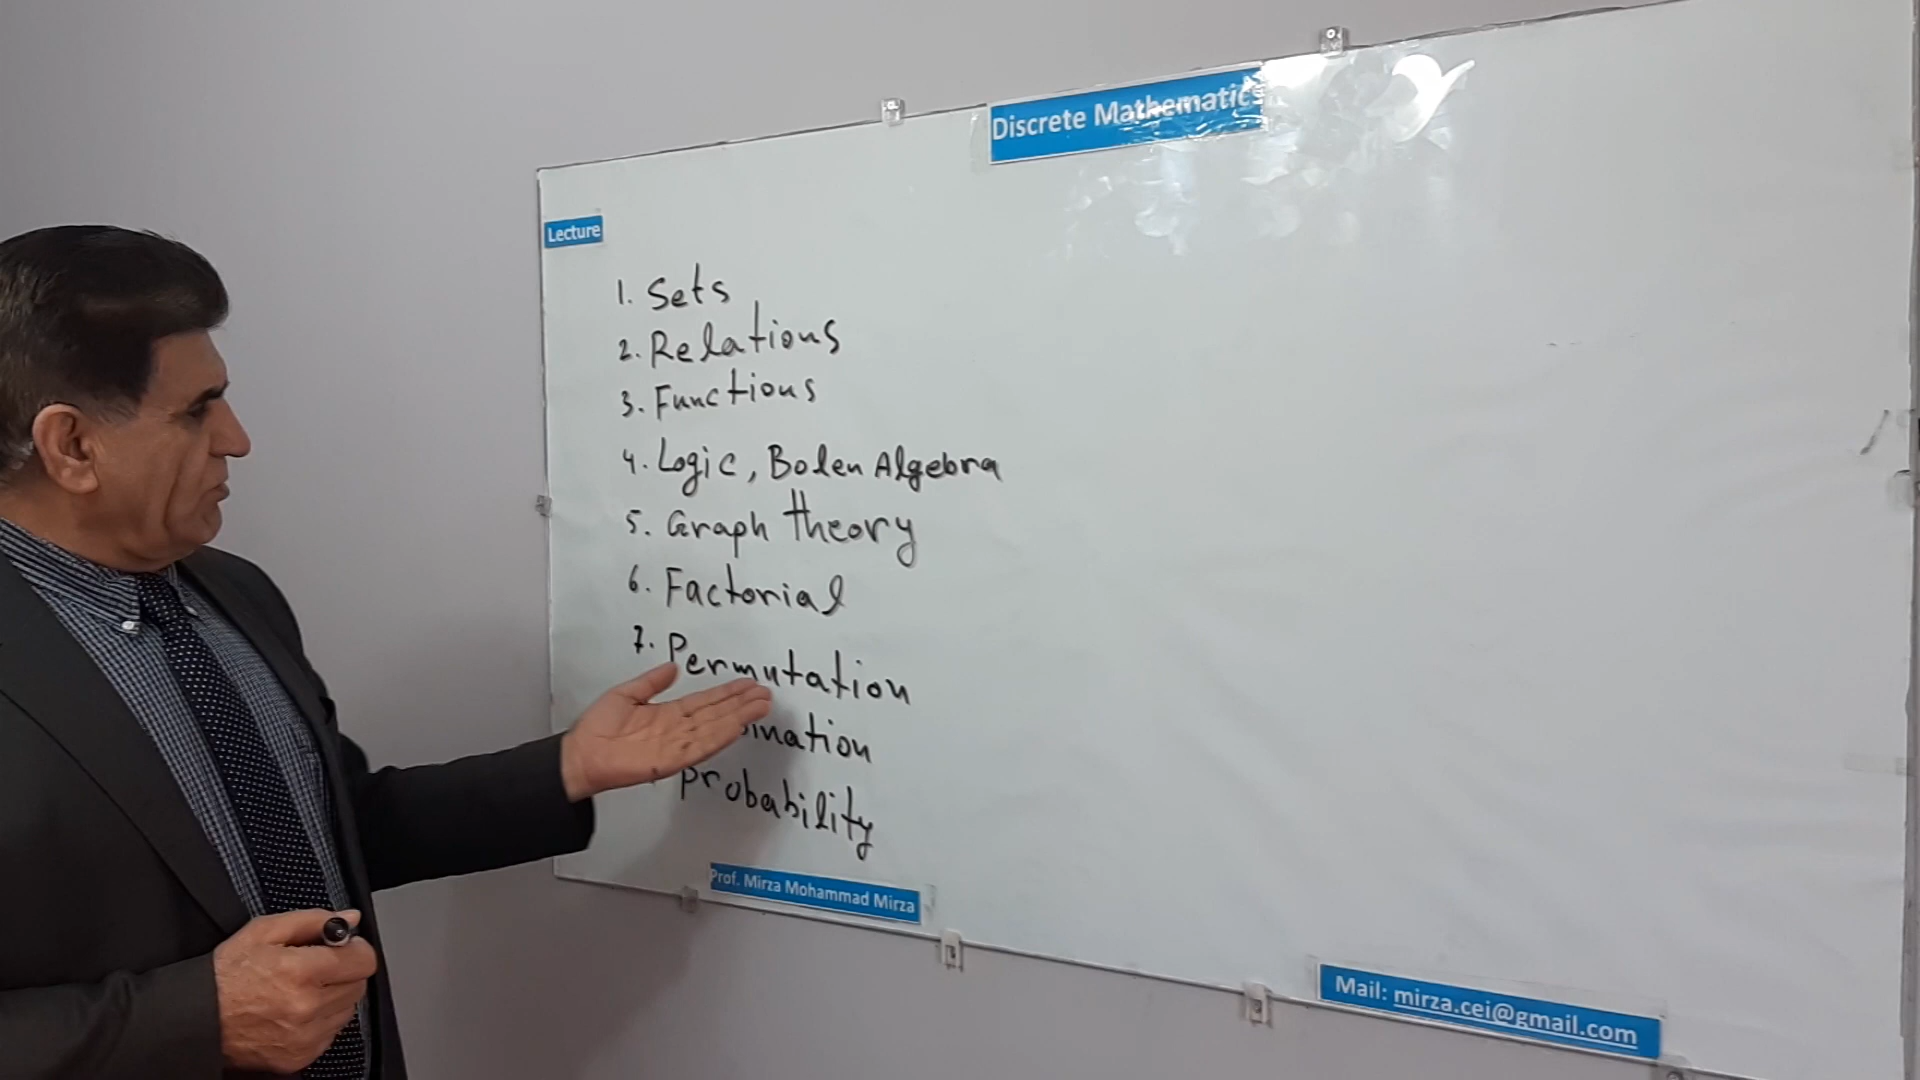 Discrete Mathematics
Lecture
1. Sets
2. Relations
3. Functions
4. Logic, Bolen Algebra
5. Graph theory
6. Factorial
7. Permutation
ination
probability
Prof. Mirza Mohammad Mirza
Mail: mirza.cei@gmail.com